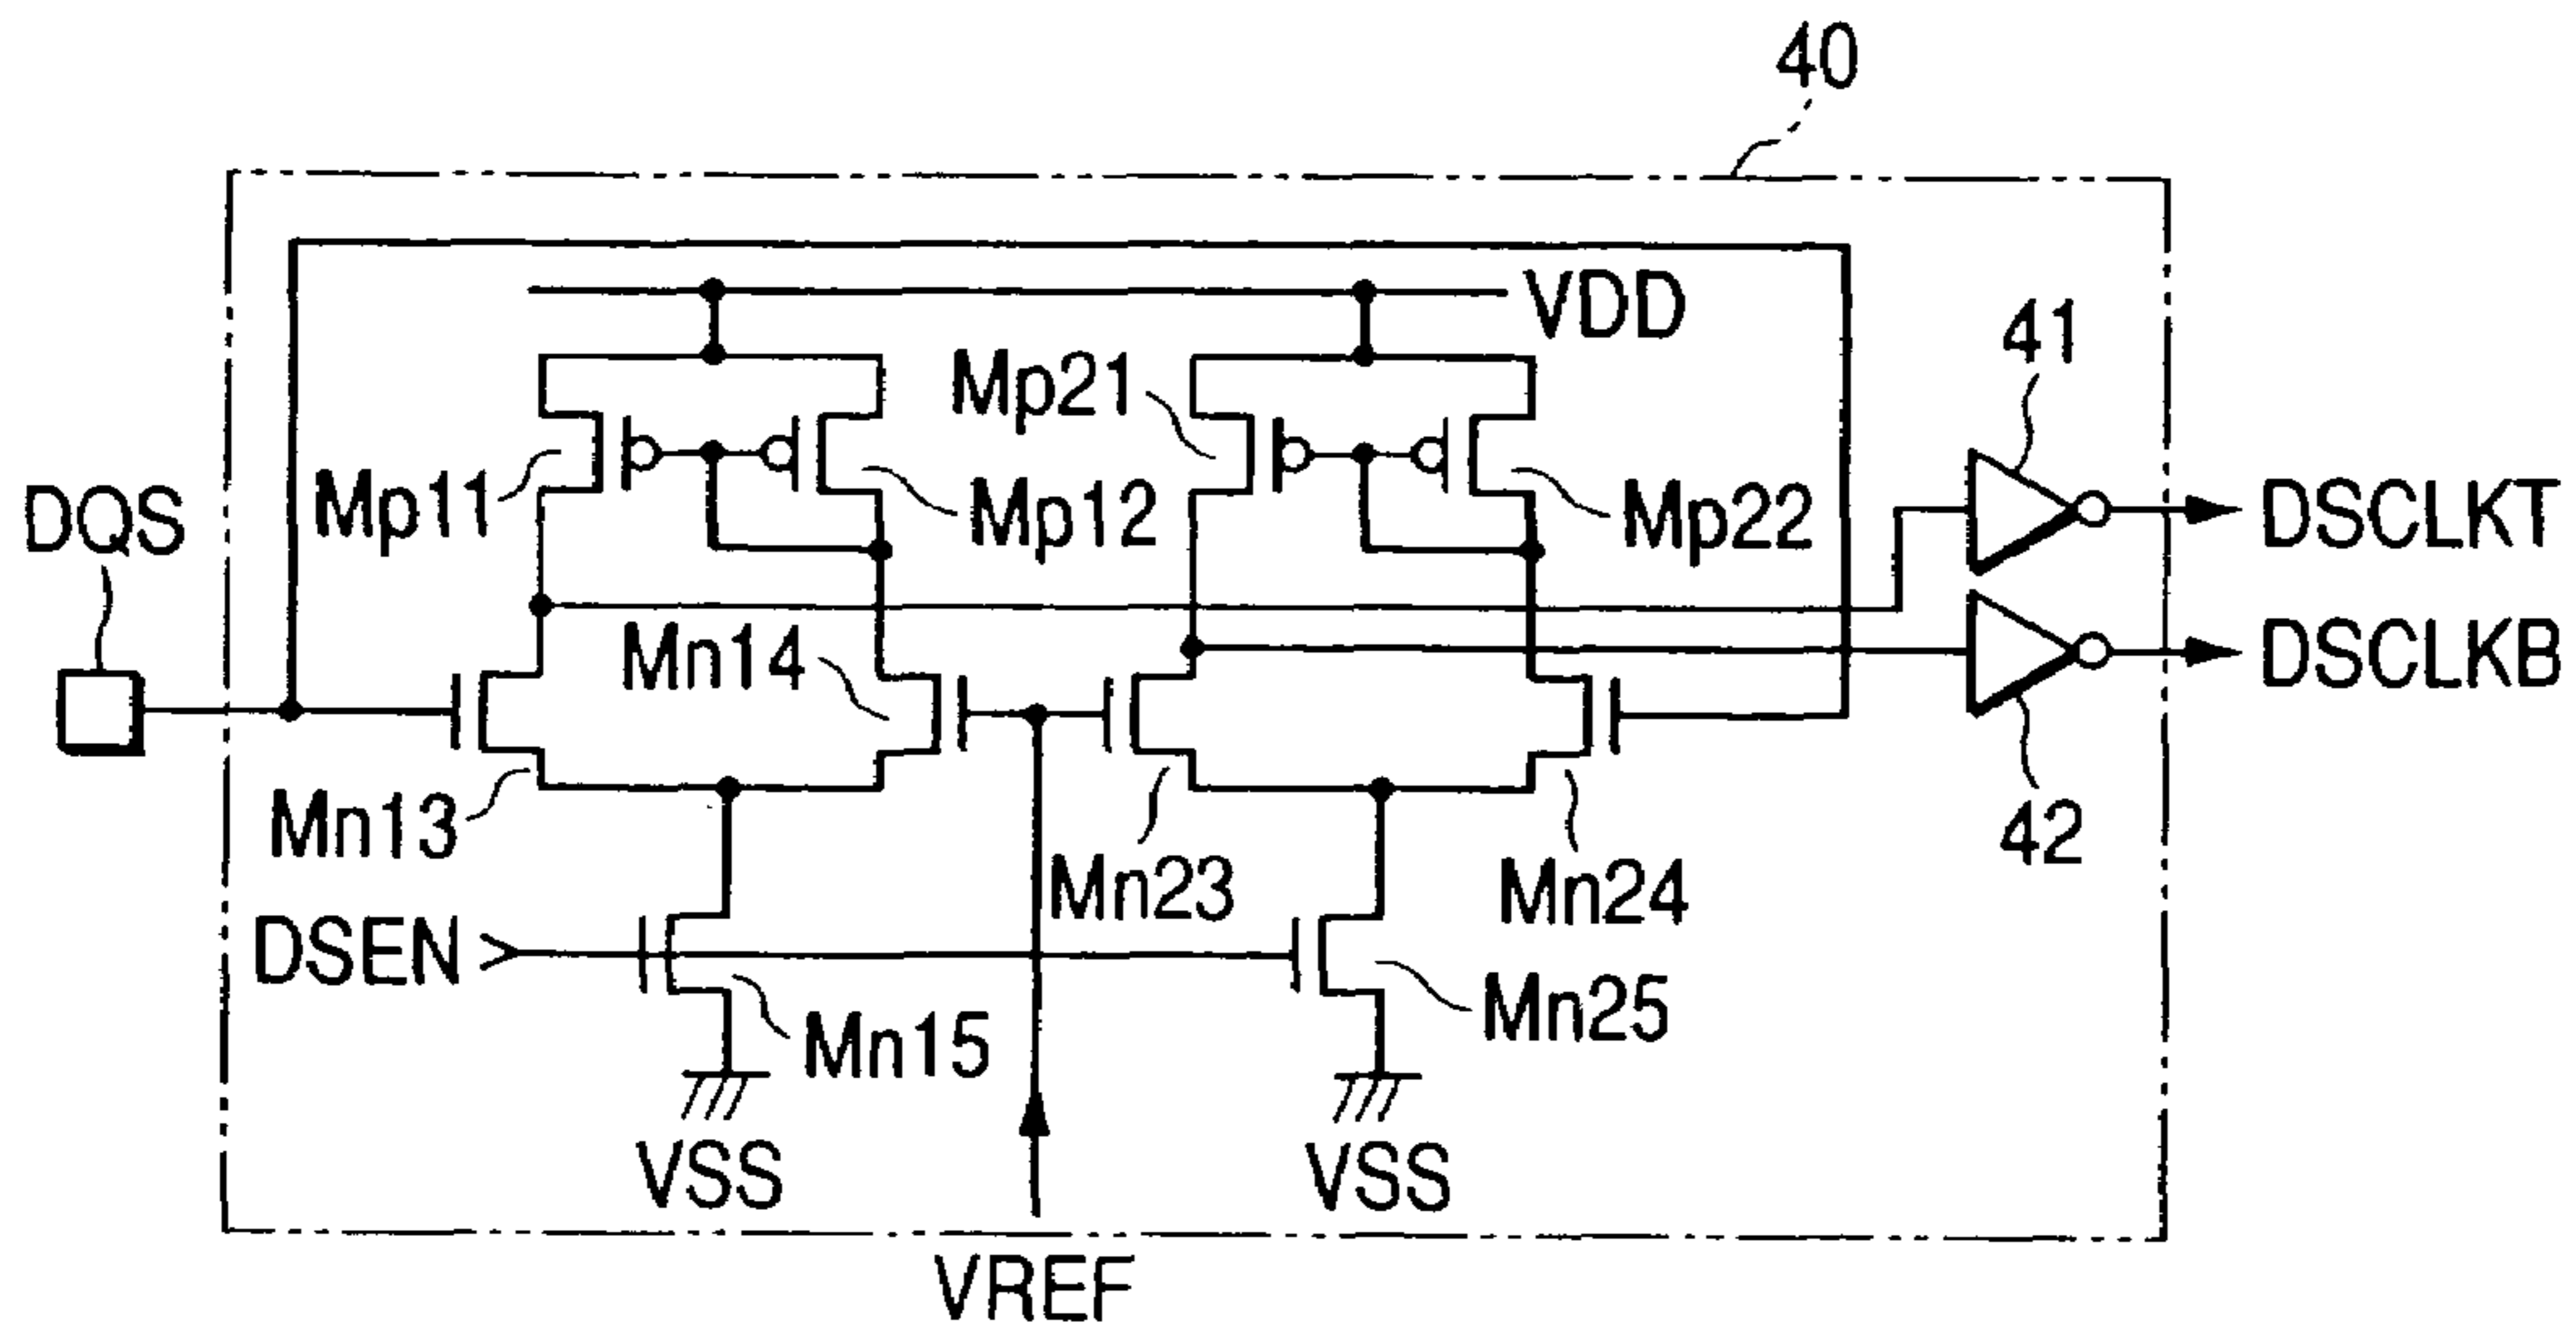 40
VDD
Mp21
41
DQS
Mp11
Mp12
Mp22
DSCLKT
Mn14
DSCLKB
Mn13
Mn23
Mn24
42
DSEN
Mn15
Mn25
VSS
VSS
VREF